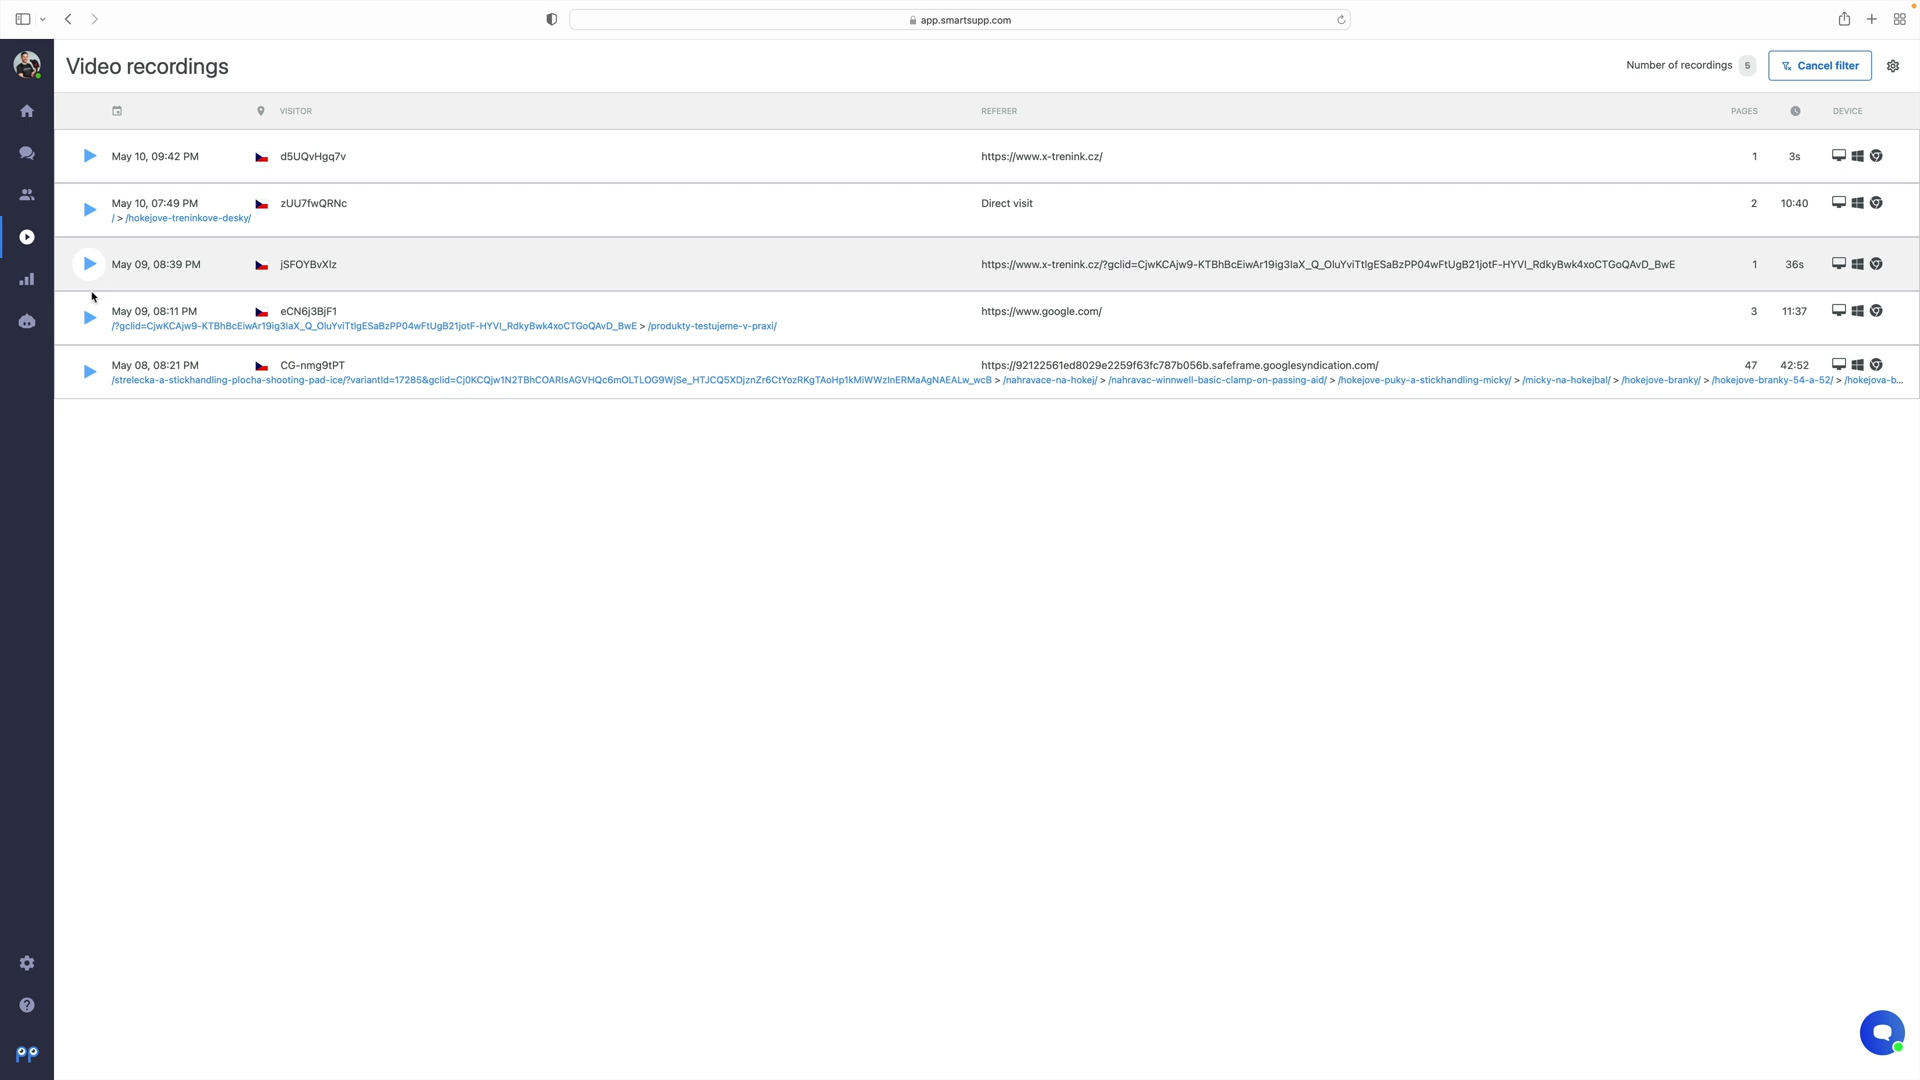 app.smartsupp.com
Video recordings
Number of recordings 5
Cancel filter
VISITOR REFERER PAGES DEVICE
May 10, 09:42 PM d5UQvHgq7v https://www.x-trenink.cz/ 1 3s
May 10, 07:49 PM zUU7fwQRNc Direct visit 2 10:40
/ > /hokejove-treninkove-desky/
May 09, 08:39 PM jSFOYBvXlz https://www.x-trenink.cz/?gclid=CjwKCAjw9-KTBhBcEiwAr19ig3IaX_Q_OluYviTtIgESaBzPP04wFtUgB21jotF-HYVI_RdkyBwk4xoCTGoQAvD_BwE 1 36s
May 09, 08:11 PM eCN6j3BjF1 https://www.google.com/ 3 11:37
/?gclid=CjwKCAjw9-KTBhBcEiwAr19ig3IaX_Q_OluYviTtIgESaBzPP04wFtUgB21jotF-HYVI_RdkyBwk4xoCTGoQAvD_BwE > /produkty-testujeme-v-praxi/
May 08, 08:21 PM CG-nmg9tPT https://92122561ed8029e2259f63fc787b056b.safeframe.googlesyndication.com/ 47 42:52
/strelecka-a-stickhandling-plocha-shooting-pad-ice/?variantId=17285&gclid=Cj0KCQjw1N2TBhCOARIsAGVHQc6mOLTLOG9WjSe_HTJCQ5XDjznZr6CtYozRKgTAoHp1kMiWWzInERMaAgNAEALw_wcB > /nahravace-na-hokej/ > /nahravac-winnwell-basic-clamp-on-passing-aid/ > /hokejove-puky-a-stickhandling-micky/ > /micky-na-hokejbal/ > /hokejove-branky/ > /hokejove-branky-54-a-52/ > /hokejova-b...